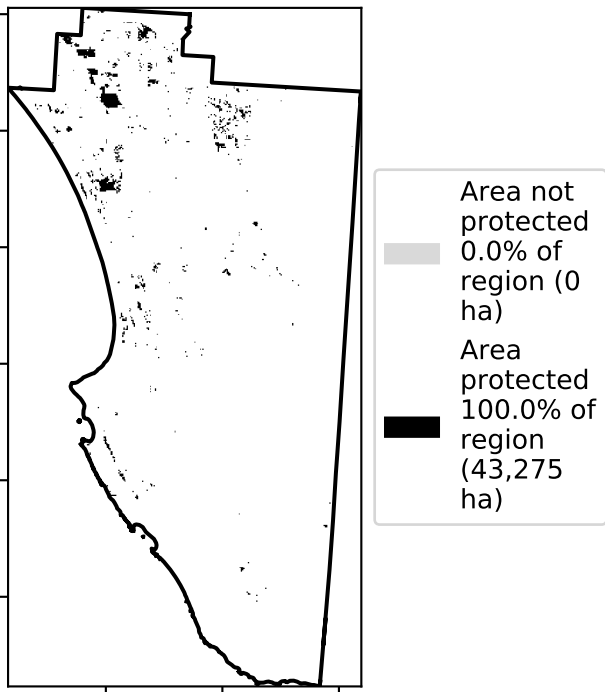 Area not
protected
0.0% of
region (0
ha)
Area
protected
100.0% of
region
(43,275
ha)